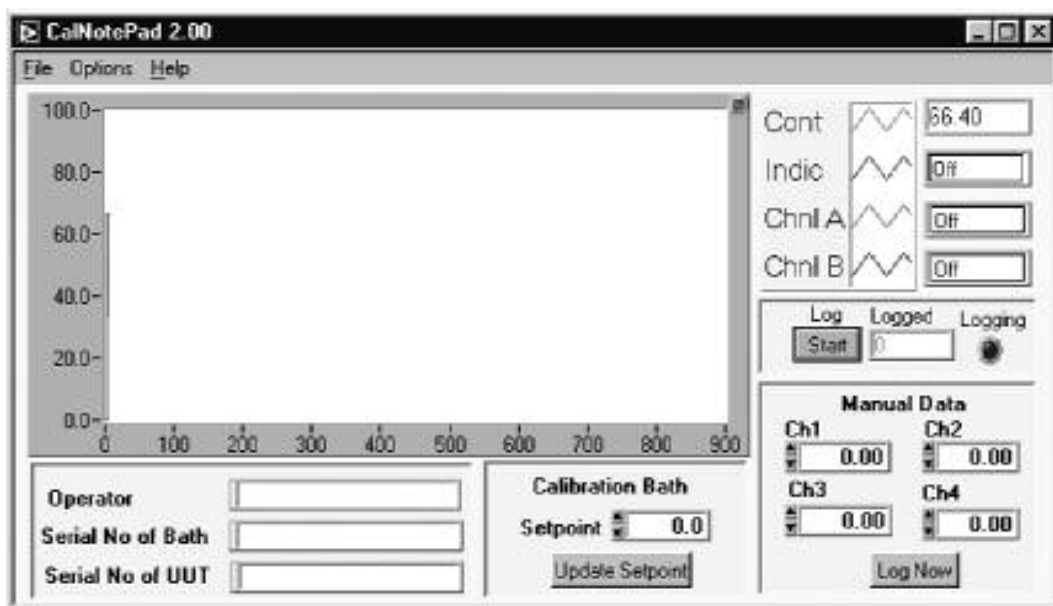 CalNotePad 2.00
File Options Help
100.0
80.0
60.0
40.0
20.0
0.0
0 100 200 300 400 500 600 700 800 900
Cont 66.40
Indic Off
Chnl A Off
Chnl B Off
Log Logged Logging
Start 0
Manual Data
Ch1 Ch2
0.00 0.00
Ch3 Ch4
0.00 0.00
Log Now
Operator
Serial No of Bath
Serial No of UUT
Calibration Bath
Setpoint 0.0
Update Setpoint